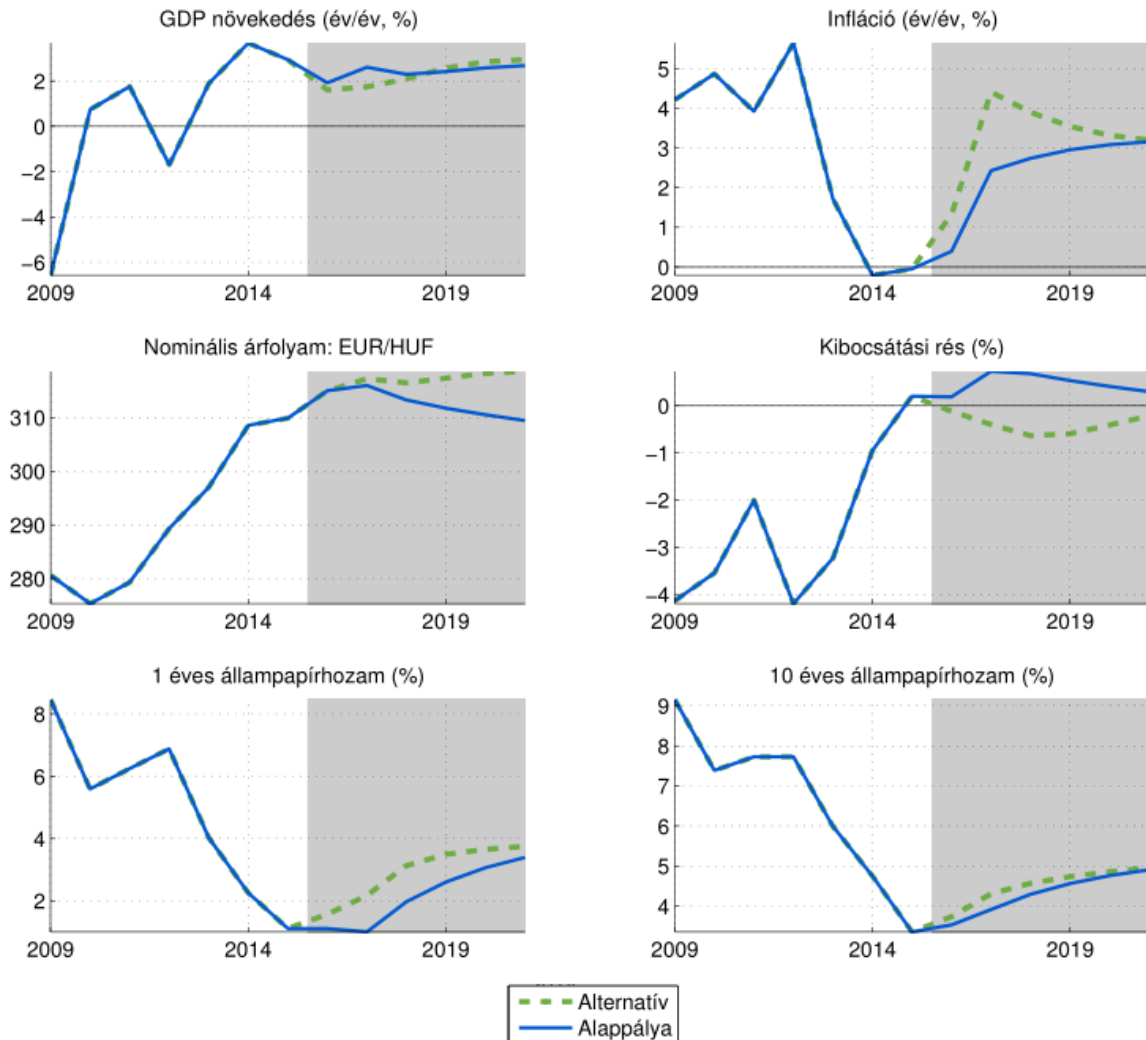 GDP növekedés (év/év, %)
2
0
−2
−4
−6
2009 2014 2019
Infláció (év/év, %)
5
4
3
2
1
0
2009 2014 2019
Nominális árfolyam: EUR/HUF
310
300
290
280
2009 2014 2019
Kibocsátási rés (%)
0
−1
−2
−3
−4
2009 2014 2019
1 éves állampapírhozam (%)
8
6
4
2
2009 2014 2019
10 éves állampapírhozam (%)
9
8
7
6
5
4
2009 2014 2019
Alternatív
Alappálya